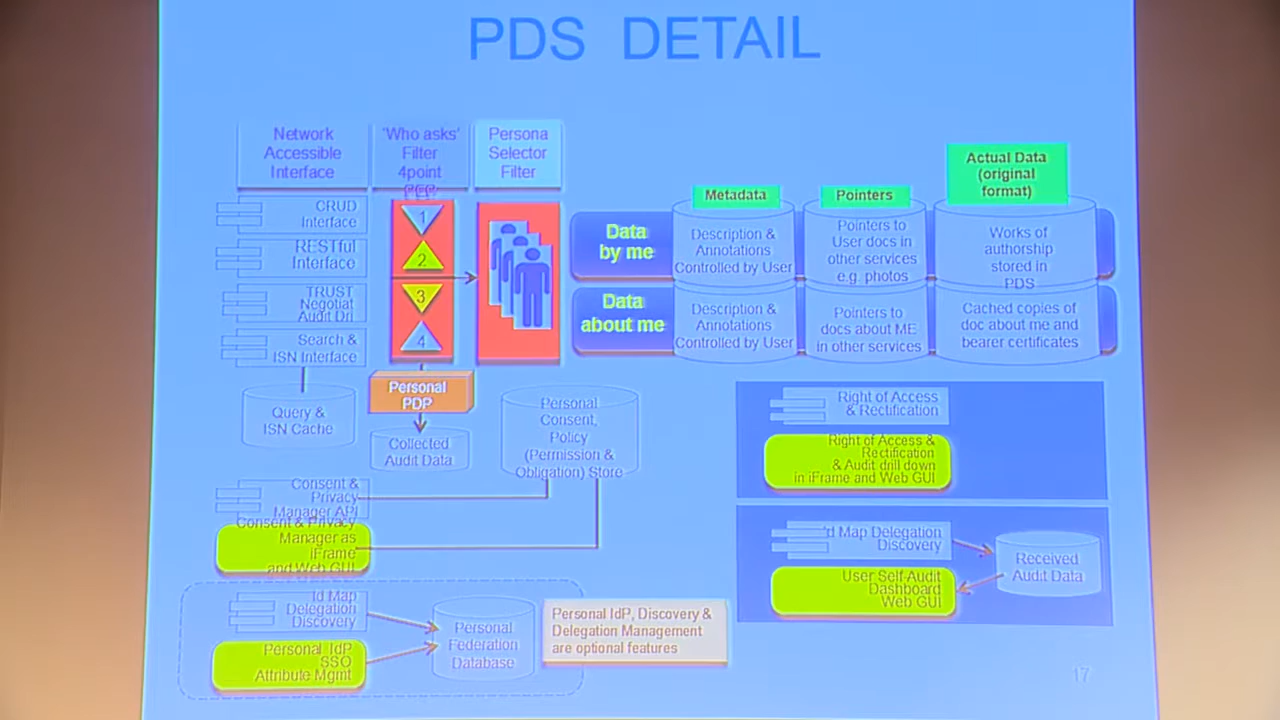 PDS DETAIL
Network
Accessible
Interface
'Who asks'
Filter
4point
PEP
Persona
Selector
Filter
CRUD
Interface
RESTful
Interface
TRUST
Negotiat
Audit Drl
Search &
ISN Interface
1
2
3
4
Data
by me
Data
about me
Metadata
Pointers
Actual Data
(original
format)
Description &
Annotations
Controlled by User
Pointers to
User docs in
other services
e.g. photos
Works of
authorship
stored in
PDS
Description &
Annotations
Controlled by User
Pointers to
docs about ME
in other services
Cached copies of
doc about me and
bearer certificates
Query &
ISN Cache
Personal
PDP
Collected
Audit Data
Personal
Consent,
Policy
(Permission &
Obligation) Store
Right of Access
& Rectification
Right of Access &
Rectification
& Audit drill down
in iFrame and Web GUI
Consent &
Privacy
Manager API
Consent & Privacy
Manager as
iFrame
and Web GUI
'd Map Delegation
Discovery
User Self-Audit
Dashboard
Web GUI
Received
Audit Data
Id Map
Delegation
Discovery
Personal IdP
SSO
Attribute Mgmt
Personal
Federation
Database
Personal IdP, Discovery &
Delegation Management
are optional features
17